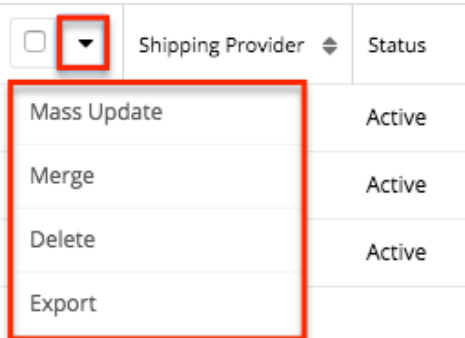 Shipping Provider Status
Mass Update Active
Merge Active
Delete Active
Export